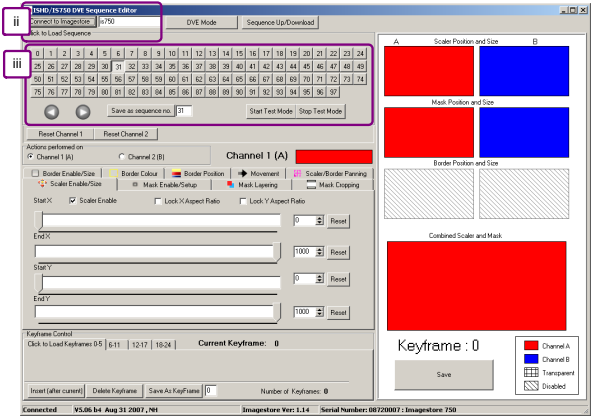 ISHD/IS750 DVE Sequence Editor
ii
Connect to Imagestore is750 DVE Mode Sequence Up/Download
Click to Load Sequence
iii
0 1 2 3 4 5 6 7 8 9 10 11 12 13 14 15 16 17 18 19 20 21 22 23 24
25 26 27 28 29 30 31 32 33 34 35 36 37 38 39 40 41 42 43 44 45 46 47 48 49
50 51 52 53 54 55 56 57 58 59 60 61 62 63 64 65 66 67 68 69 70 71 72 73 74
75 76 77 78 79 80 81 82 83 84 85 86 87 88 89 90 91 92 93 94 95 96 97
Save as sequence no. 31 Start Test Mode Stop Test Mode
Reset Channel 1 Reset Channel 2
Actions performed on
Channel 1 (A) Channel 2 (B) Channel 1 (A)
Border Enable/Size Border Colour Border Position Movement Scaler/Border Panning
Scaler Enable/Size Mask Enable/Setup Mask Layering Mask Cropping
Start X Scaler Enable Lock X Aspect Ratio Lock Y Aspect Ratio
0 Reset
End X
1000 Reset
Start Y
0 Reset
End Y
1000 Reset
Keyframe Control
Click to Load Keyframes 0-5 6-11 12-17 18-24 Current Keyframe: 0
Insert (after current) Delete Keyframe Save As KeyFrame 0 Number of Keyframes: 0
A Scaler Position and Size B
Mask Position and Size
Border Position and Size
Combined Scaler and Mask
Keyframe : 0
Save
Channel A
Channel B
Transparent
Disabled
Connected V5.06 b4 Aug 31 2007 , NH Imagestore Ver: 1.14 Serial Number: 08720007 : Imagestore 750